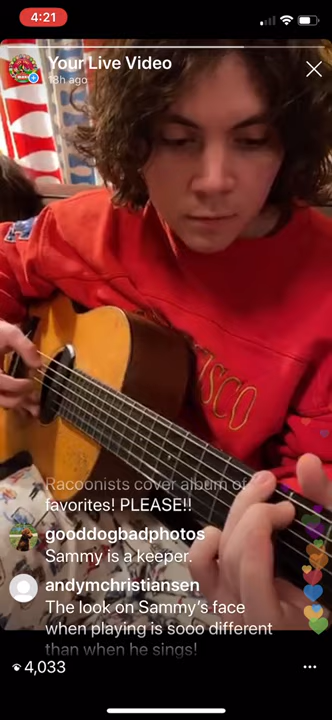 4:21
Your Live Video
18h ago
SCO
Racoonists cover album of
favorites! PLEASE!!
gooddogbadphotos
Sammy is a keeper.
andymchristiansen
The look on Sammy's face
when playing is sooo different
than when he sings!
4,033